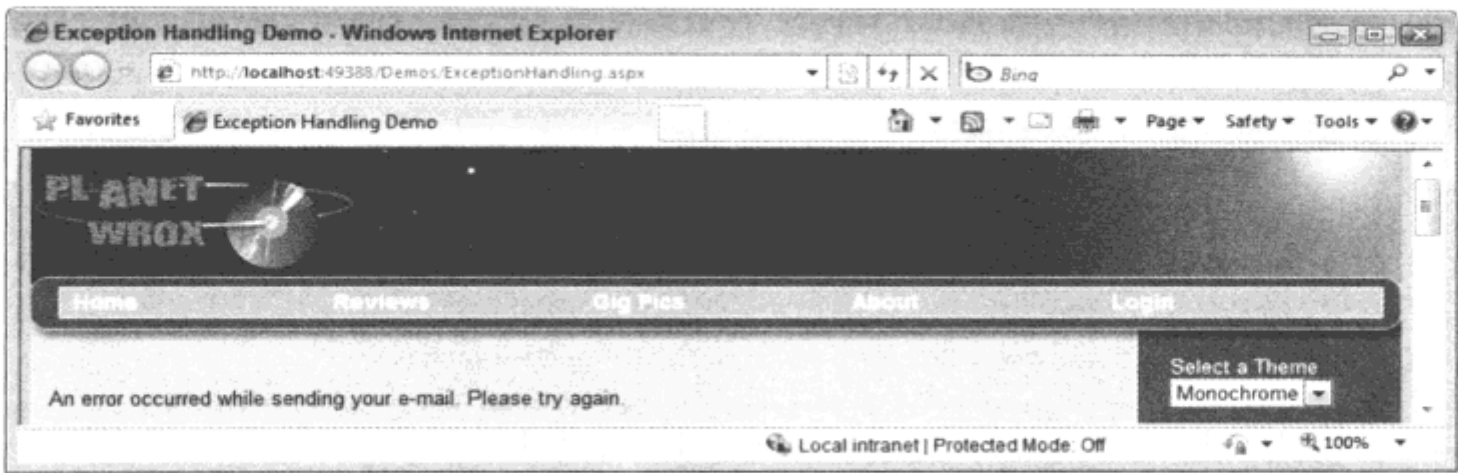 Exception Handling Demo - Windows Internet Explorer
http://localhost:49388/Demos/ExceptionHandling.aspx
Bing
Favorites
Exception Handling Demo
Page
Safety
Tools
PLANET
WROX
Home
Reviews
Gig Pics
About
Login
Select a Theme
Monochrome
An error occurred while sending your e-mail. Please try again.
Local intranet | Protected Mode: Off
100%